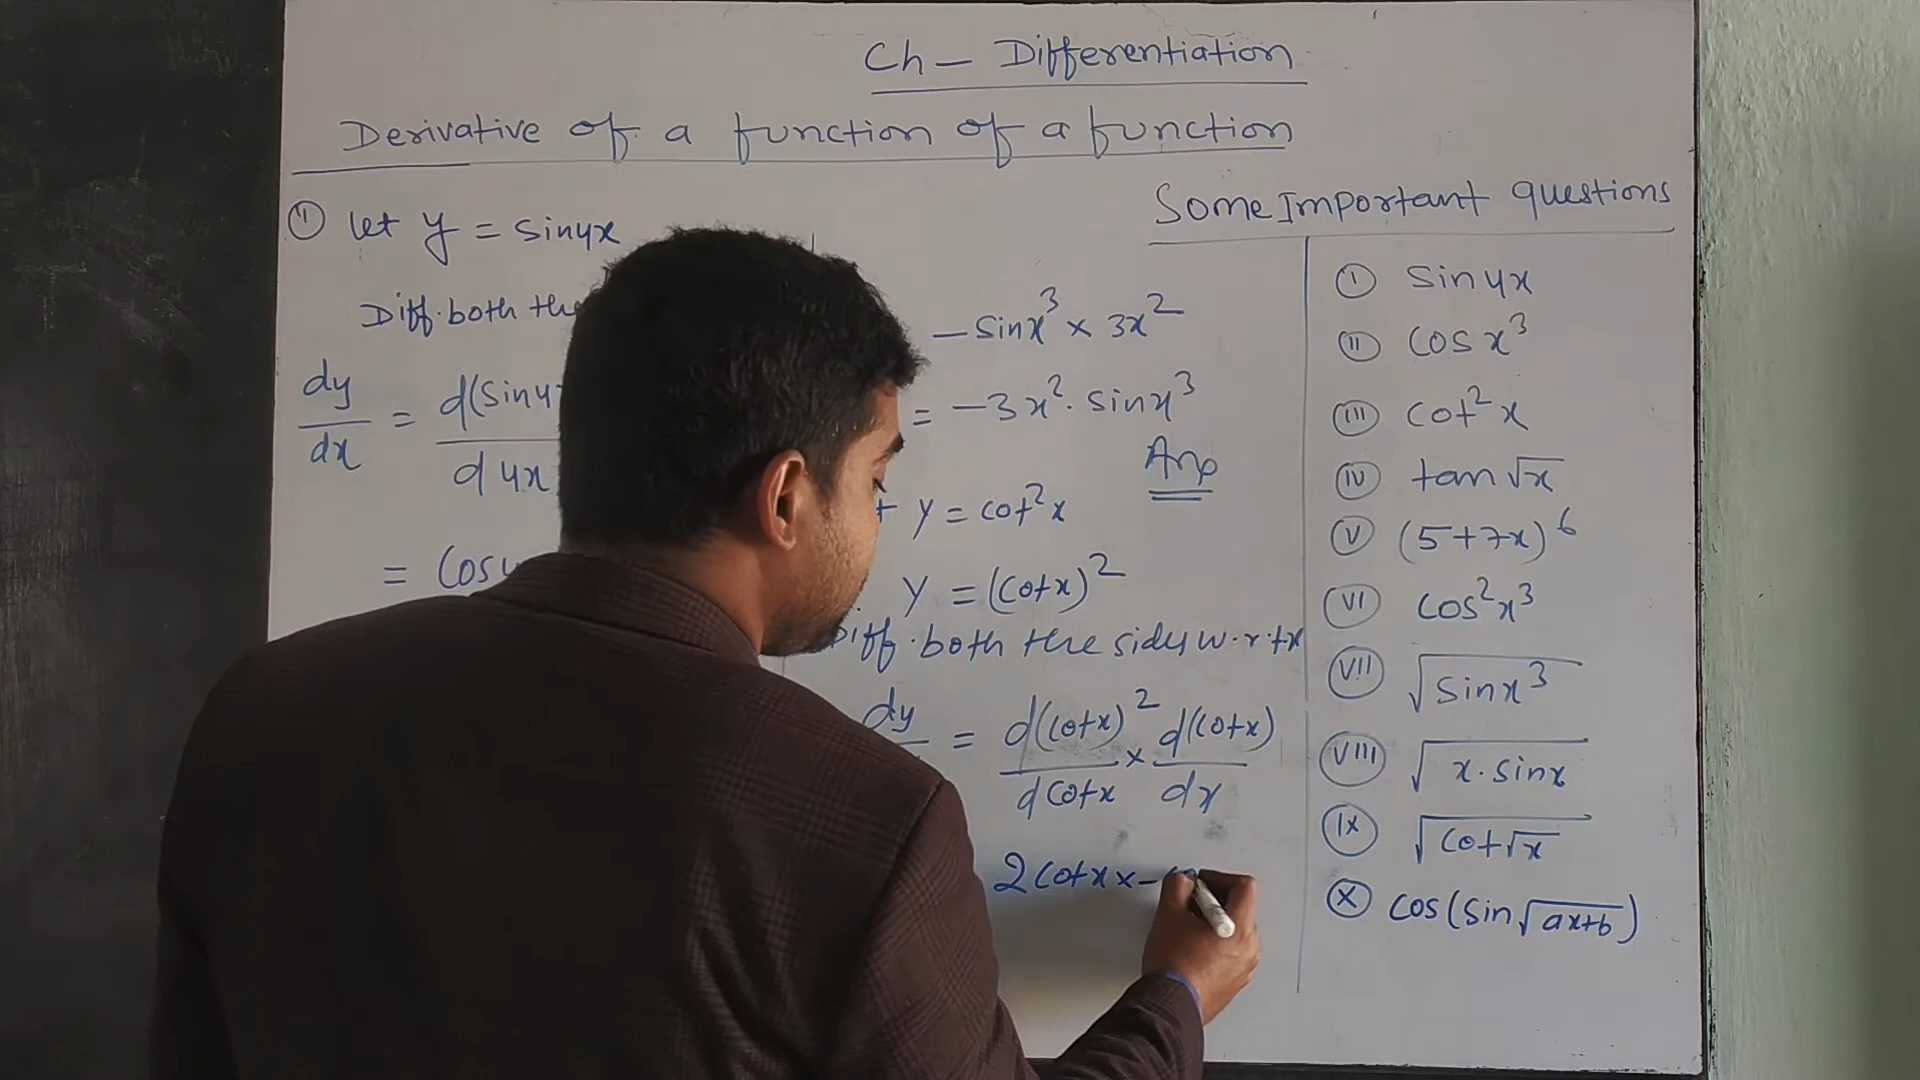 Ch - Differentiation
Derivative of a function of a function
① let y = sin4x
Diff. both the
dy/dx = d(sin4
d4x
= Cos4
- sinx³ × 3x²
= -3x². sinx³
Ans
y = cot²x
y = (cotx)²
Diff. both the sides w.r.t x
dy = d(cotx)²/dcotx × d(cotx)/dx
2cotx x -co
Some Important questions
(I) sin4x
(II) cos x³
(III) cot²x
(IV) tan √x
(V) (5+7x)⁶
(VI) cos²x³
(VII) √sinx³
(VIII) √x.sinx
(IX) √cot√x
(X) cos(sin√ax+b)